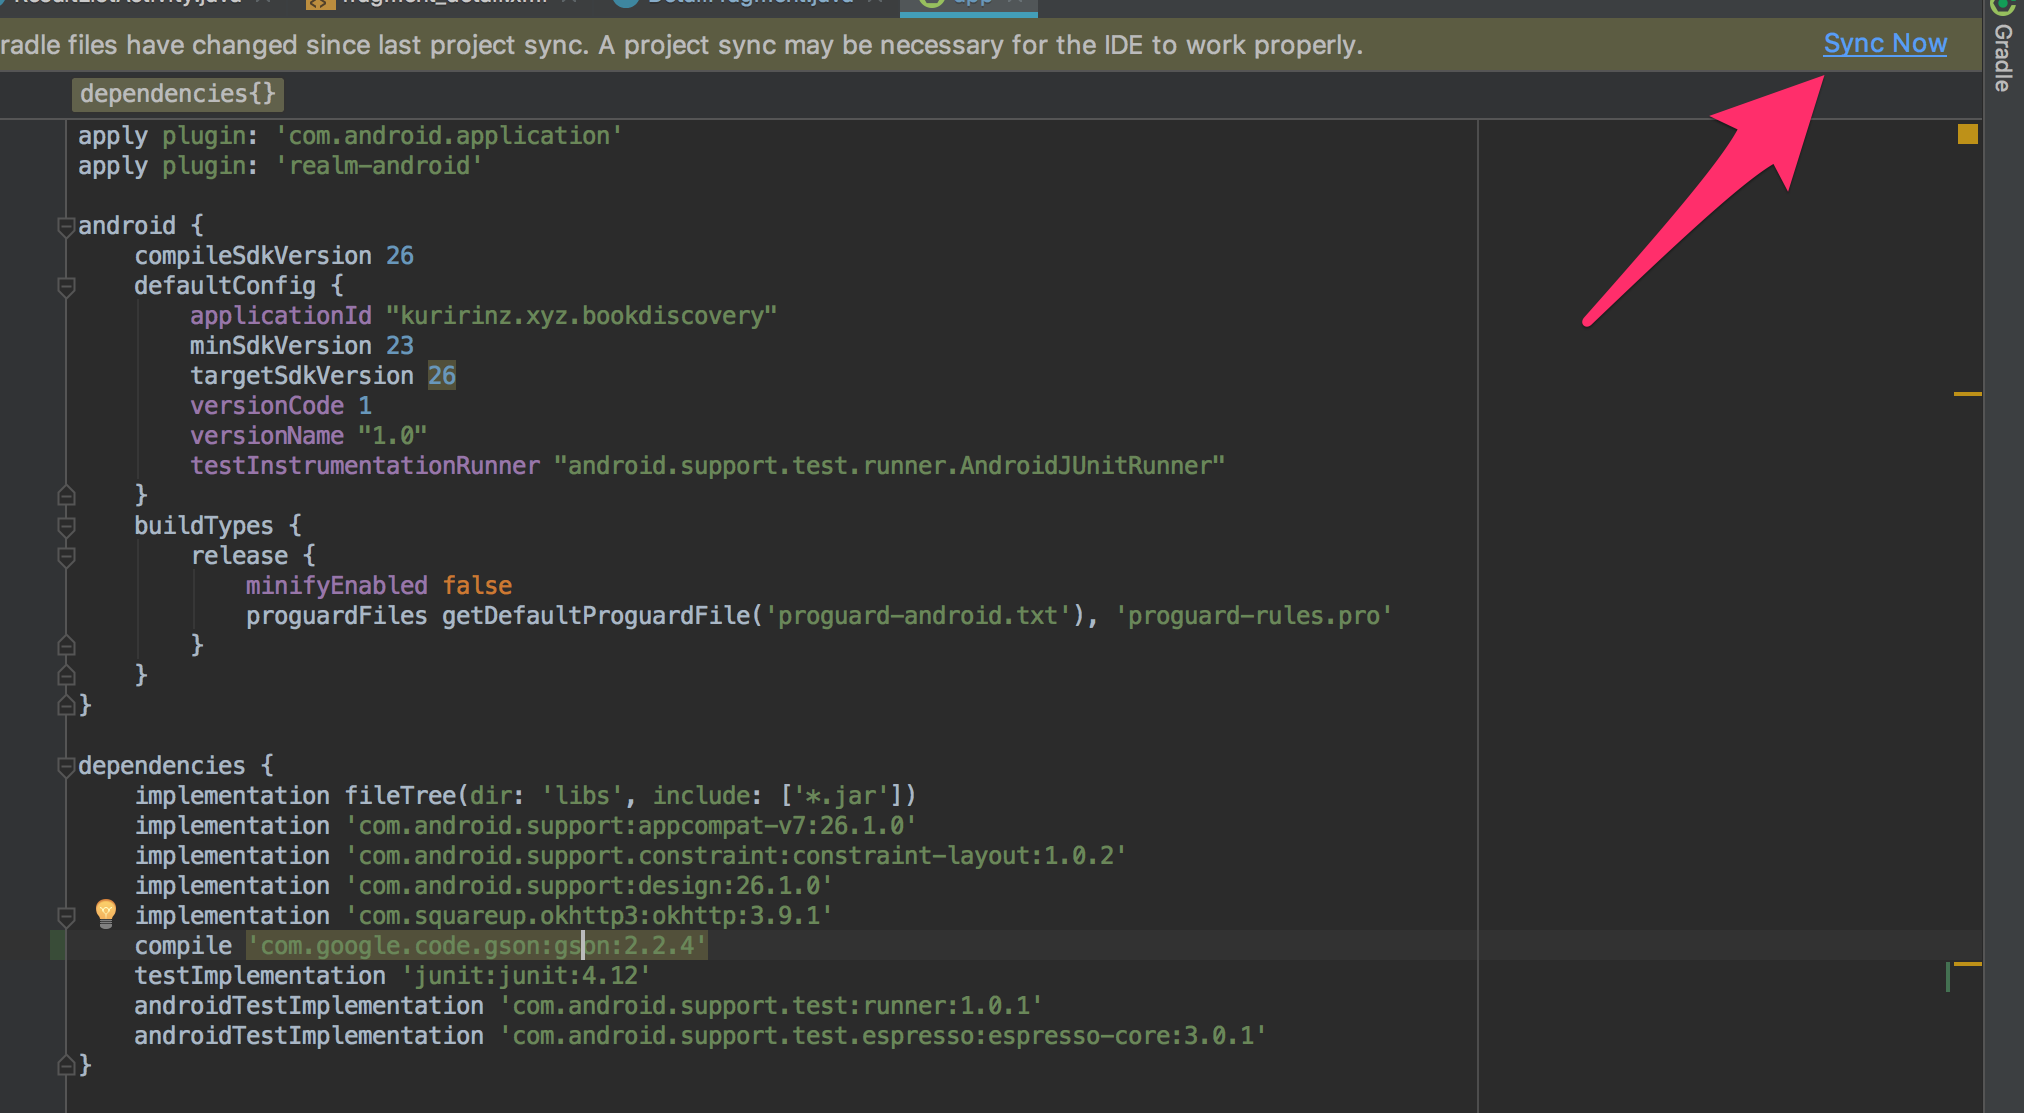 ResultListActivity.java fragment_detail.xml DetailFragment.java app
radle files have changed since last project sync. A project sync may be necessary for the IDE to work properly. Sync Now
Gradle
dependencies{}
apply plugin: 'com.android.application'
apply plugin: 'realm-android'
android {
compileSdkVersion 26
defaultConfig {
applicationId "kuririnz.xyz.bookdiscovery"
minSdkVersion 23
targetSdkVersion 26
versionCode 1
versionName "1.0"
testInstrumentationRunner "android.support.test.runner.AndroidJUnitRunner"
}
buildTypes {
release {
minifyEnabled false
proguardFiles getDefaultProguardFile('proguard-android.txt'), 'proguard-rules.pro'
}
}
}
dependencies {
implementation fileTree(dir: 'libs', include: ['*.jar'])
implementation 'com.android.support:appcompat-v7:26.1.0'
implementation 'com.android.support.constraint:constraint-layout:1.0.2'
implementation 'com.android.support:design:26.1.0'
implementation 'com.squareup.okhttp3:okhttp:3.9.1'
compile 'com.google.code.gson:gson:2.2.4'
testImplementation 'junit:junit:4.12'
androidTestImplementation 'com.android.support.test:runner:1.0.1'
androidTestImplementation 'com.android.support.test.espresso:espresso-core:3.0.1'
}